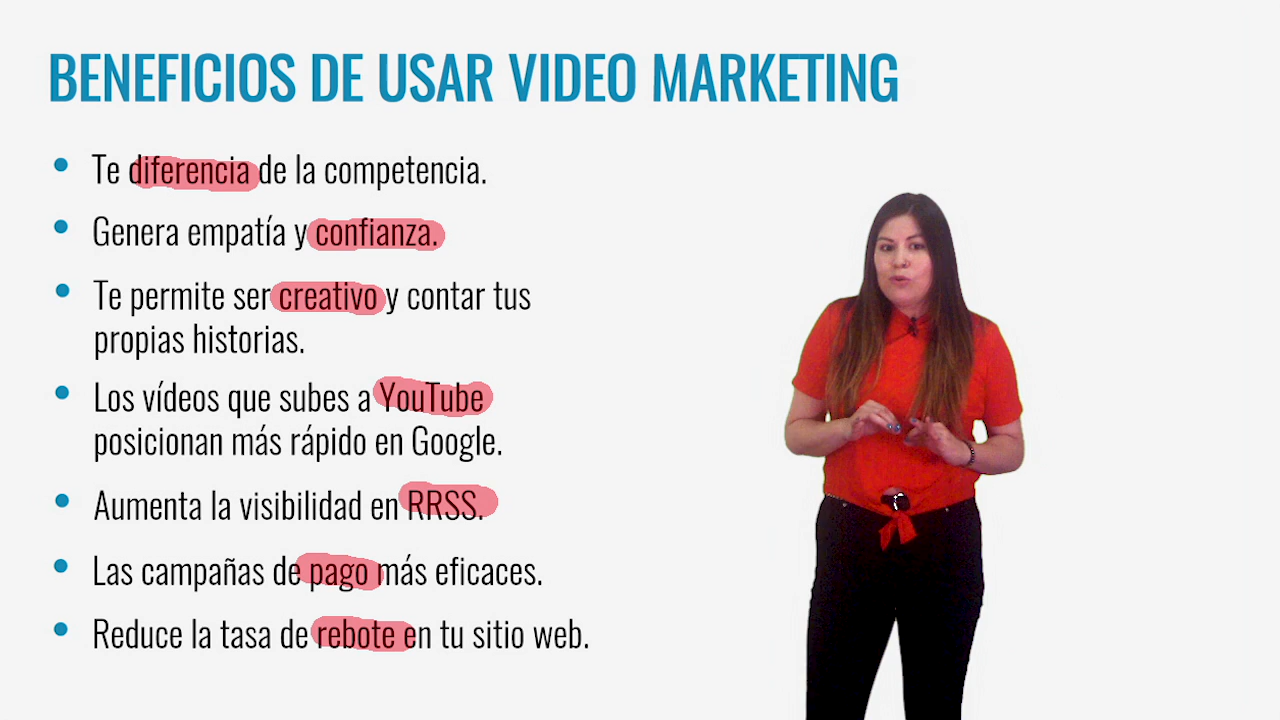 BENEFICIOS DE USAR VIDEO MARKETING
• Te diferencia de la competencia.
• Genera empatía y confianza.
• Te permite ser creativo y contar tus
propias historias.
• Los vídeos que subes a YouTube
posicionan más rápido en Google.
• Aumenta la visibilidad en RRSS.
• Las campañas de pago más eficaces.
• Reduce la tasa de rebote en tu sitio web.